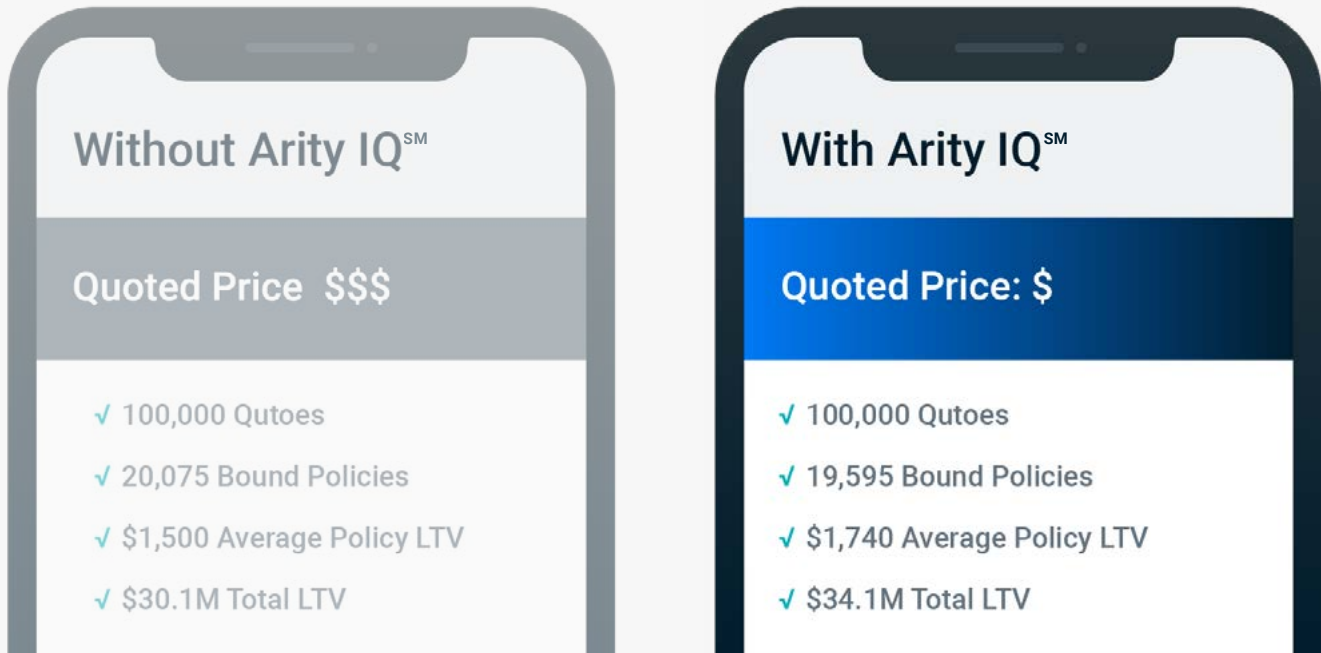 Without Arity IQ℠
Quoted Price $$$
√ 100,000 Qutoes
√ 20,075 Bound Policies
√ $1,500 Average Policy LTV
√ $30.1M Total LTV
With Arity IQ℠
Quoted Price: $
√ 100,000 Qutoes
√ 19,595 Bound Policies
√ $1,740 Average Policy LTV
√ $34.1M Total LTV